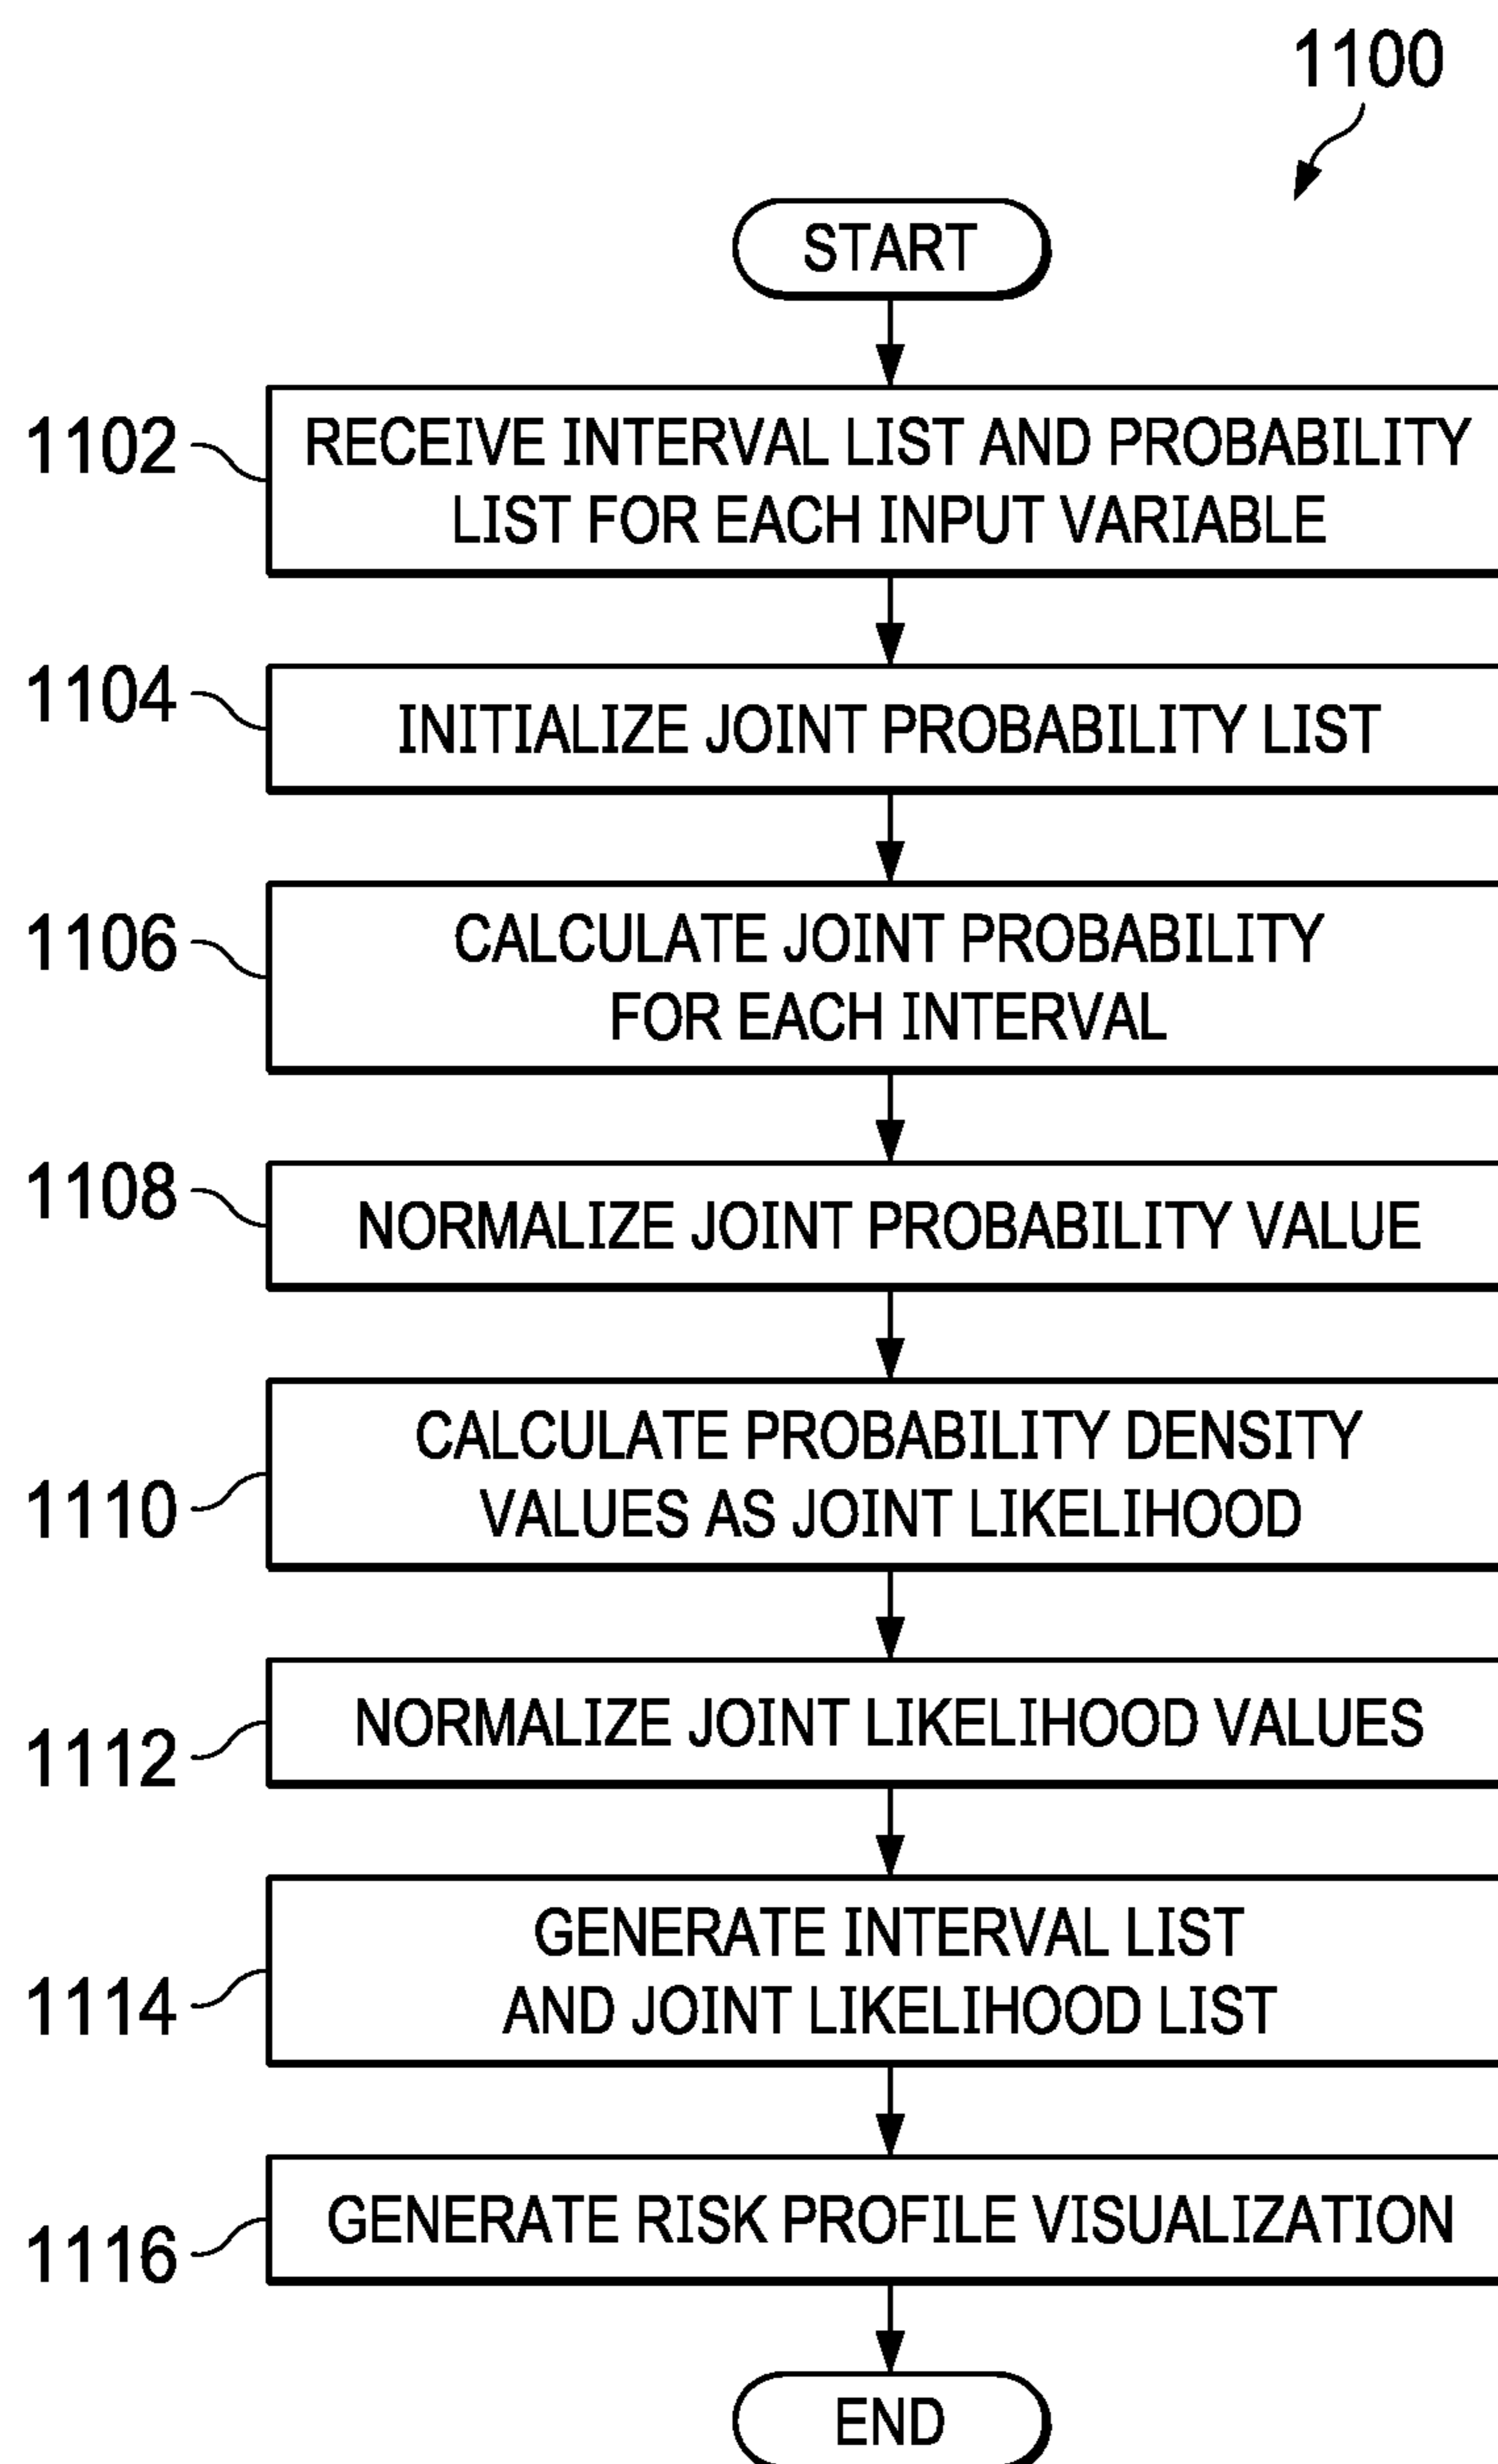 1100
START
1102
RECEIVE INTERVAL LIST AND PROBABILITY
LIST FOR EACH INPUT VARIABLE
1104
INITIALIZE JOINT PROBABILITY LIST
1106
CALCULATE JOINT PROBABILITY
FOR EACH INTERVAL
1108
NORMALIZE JOINT PROBABILITY VALUE
1110
CALCULATE PROBABILITY DENSITY
VALUES AS JOINT LIKELIHOOD
1112
NORMALIZE JOINT LIKELIHOOD VALUES
1114
GENERATE INTERVAL LIST
AND JOINT LIKELIHOOD LIST
1116
GENERATE RISK PROFILE VISUALIZATION
END